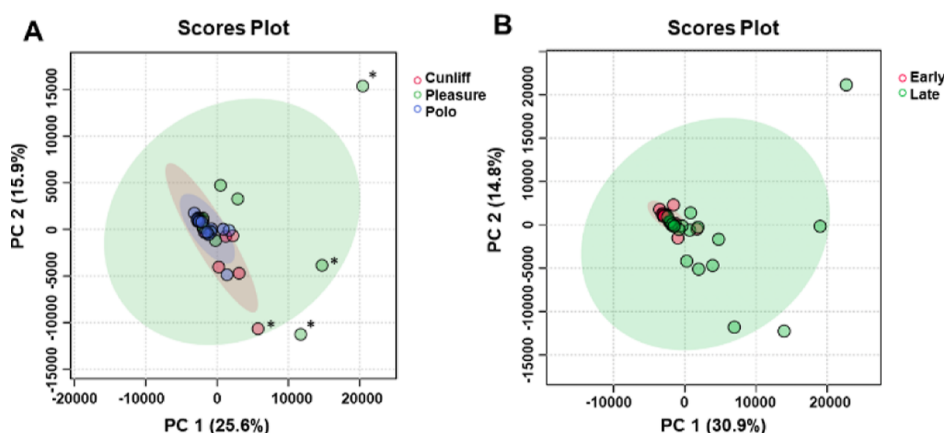 A
Scores Plot
PC 2 (15.9%)
15000
10000
5000
0
-5000
-10000
-15000
*
*
*
*
-20000 -10000 0 10000 20000
PC 1 (25.6%)
Cunliff
Pleasure
Polo
B
Scores Plot
PC 2 (14.8%)
20000
10000
5000
0
-5000
-15000
-10000 0 10000 20000
PC 1 (30.9%)
Early
Late